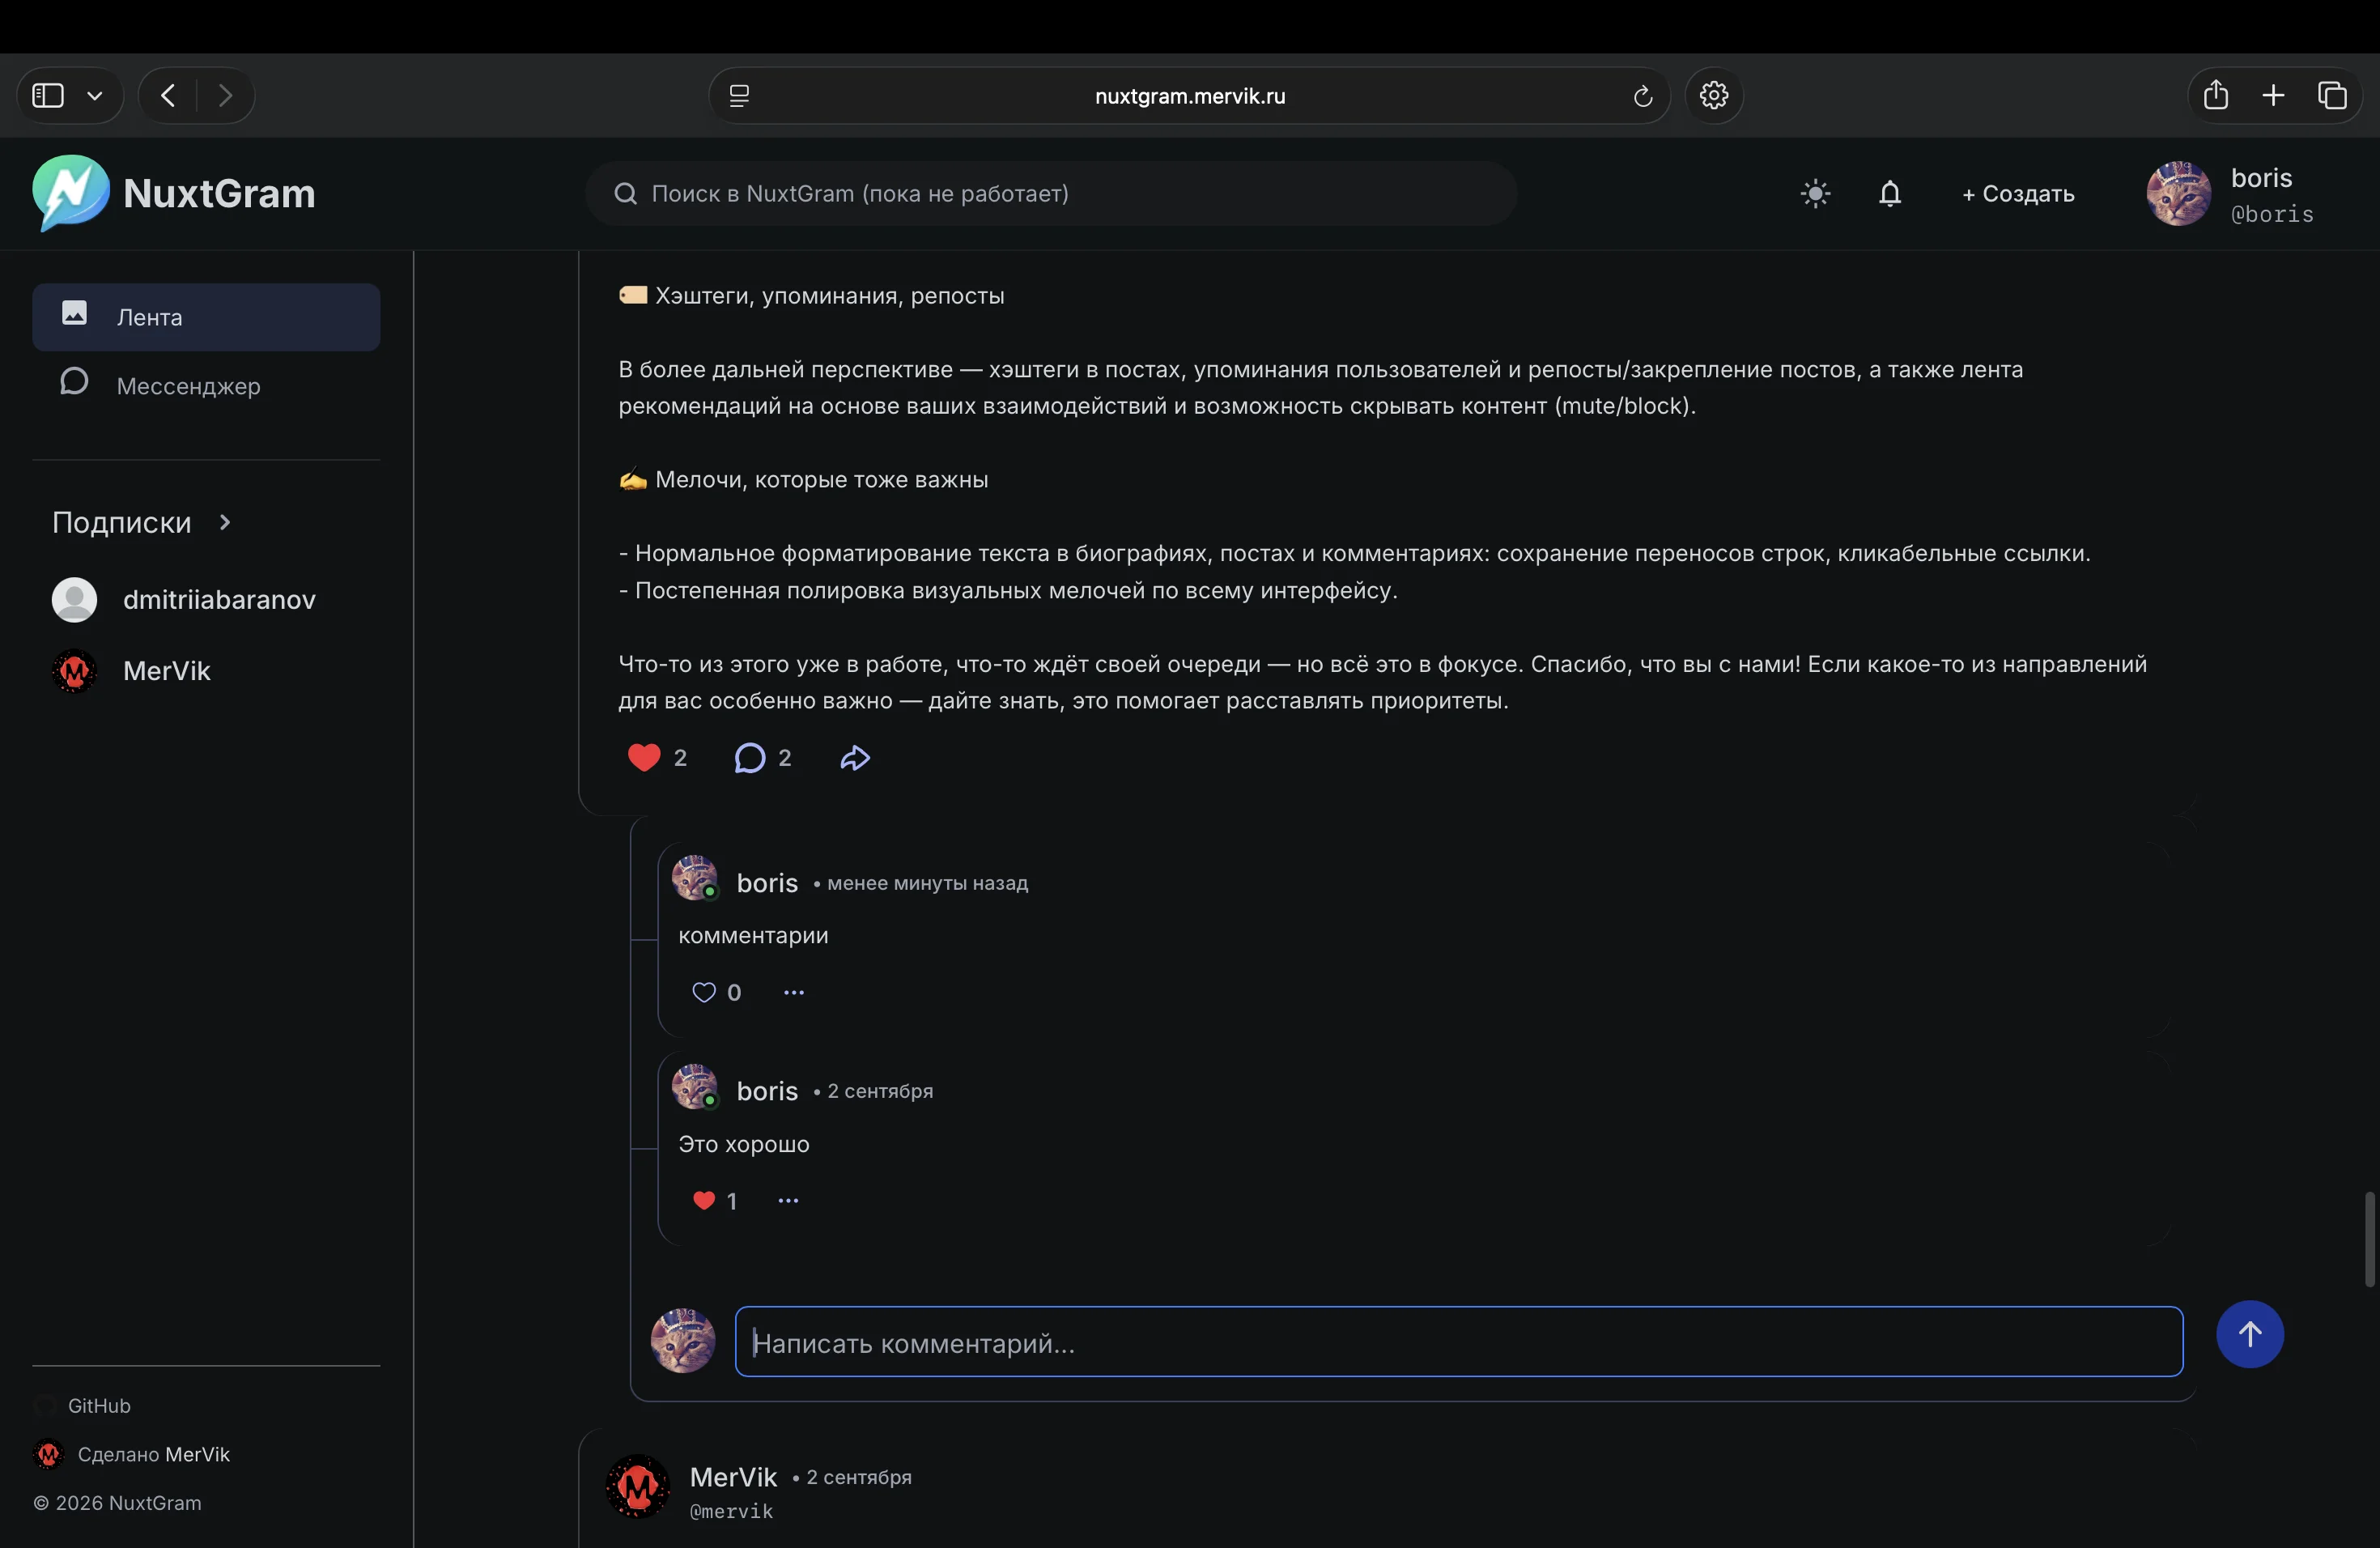 nuxtgram.mervik.ru
NuxtGram
Поиск в NuxtGram (пока не работает)
+ Создать
boris
@boris
Лента
Мессенджер
Подписки
dmitriiabaranov
MerVik
🏷️ Хэштеги, упоминания, репосты
В более дальней перспективе — хэштеги в постах, упоминания пользователей и репосты/закрепление постов, а также лента
рекомендаций на основе ваших взаимодействий и возможность скрывать контент (mute/block).
✍️ Мелочи, которые тоже важны
- Нормальное форматирование текста в биографиях, постах и комментариях: сохранение переносов строк, кликабельные ссылки.
- Постепенная полировка визуальных мелочей по всему интерфейсу.
Что-то из этого уже в работе, что-то ждёт своей очереди — но всё это в фокусе. Спасибо, что вы с нами! Если какое-то из направлений
для вас особенно важно — дайте знать, это помогает расставлять приоритеты.
2
2
boris • менее минуты назад
комментарии
0
boris • 2 сентября
Это хорошо
1
Написать комментарий...
MerVik • 2 сентября
@mervik
GitHub
Сделано MerVik
© 2026 NuxtGram